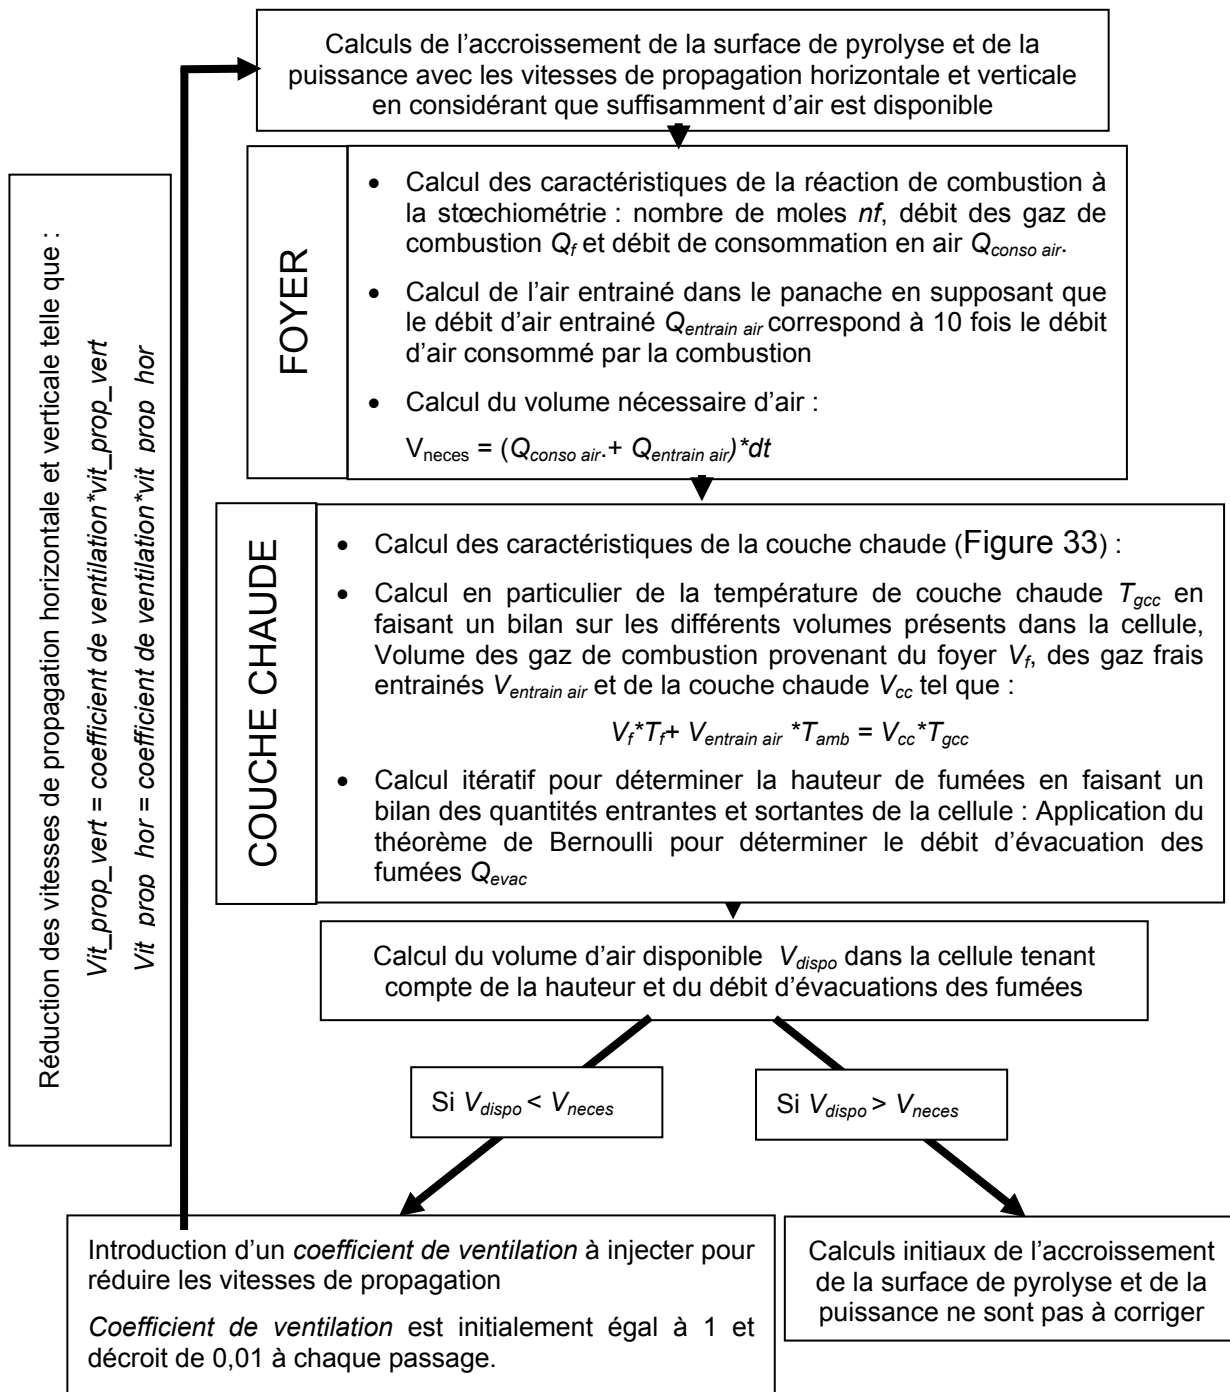 Calculs de l’accroissement de la surface de pyrolyse et de la
puissance avec les vitesses de propagation horizontale et verticale
en considérant que suffisamment d’air est disponible
FOYER
• Calcul des caractéristiques de la réaction de combustion à
la stœchiométrie : nombre de moles nf, débit des gaz de
combustion Qf et débit de consommation en air Qconso air.
• Calcul de l’air entrainé dans le panache en supposant que
le débit d’air entrainé Qentrain air correspond à 10 fois le débit
d’air consommé par la combustion
• Calcul du volume nécessaire d’air :
Vneces = (Qconso air.+ Qentrain air)*dt
COUCHE CHAUDE
• Calcul des caractéristiques de la couche chaude (Figure 33) :
• Calcul en particulier de la température de couche chaude Tgcc en
faisant un bilan sur les différents volumes présents dans la cellule,
Volume des gaz de combustion provenant du foyer Vf, des gaz frais
entrainés Ventrain air et de la couche chaude Vcc tel que :
Vf*Tf+ Ventrain air *Tamb = Vcc*Tgcc
• Calcul itératif pour déterminer la hauteur de fumées en faisant un
bilan des quantités entrantes et sortantes de la cellule : Application du
théorème de Bernoulli pour déterminer le débit d’évacuation des
fumées Qevac
Calcul du volume d’air disponible Vdispo dans la cellule tenant
compte de la hauteur et du débit d’évacuations des fumées
Si Vdispo < Vneces
Si Vdispo > Vneces
Introduction d’un coefficient de ventilation à injecter pour
réduire les vitesses de propagation
Coefficient de ventilation est initialement égal à 1 et
décroit de 0,01 à chaque passage.
Calculs initiaux de l’accroissement
de la surface de pyrolyse et de la
puissance ne sont pas à corriger
Réduction des vitesses de propagation horizontale et verticale telle que :
Vit_prop_vert = coefficient de ventilation*vit_prop_vert
Vit prop hor = coefficient de ventilation*vit prop hor